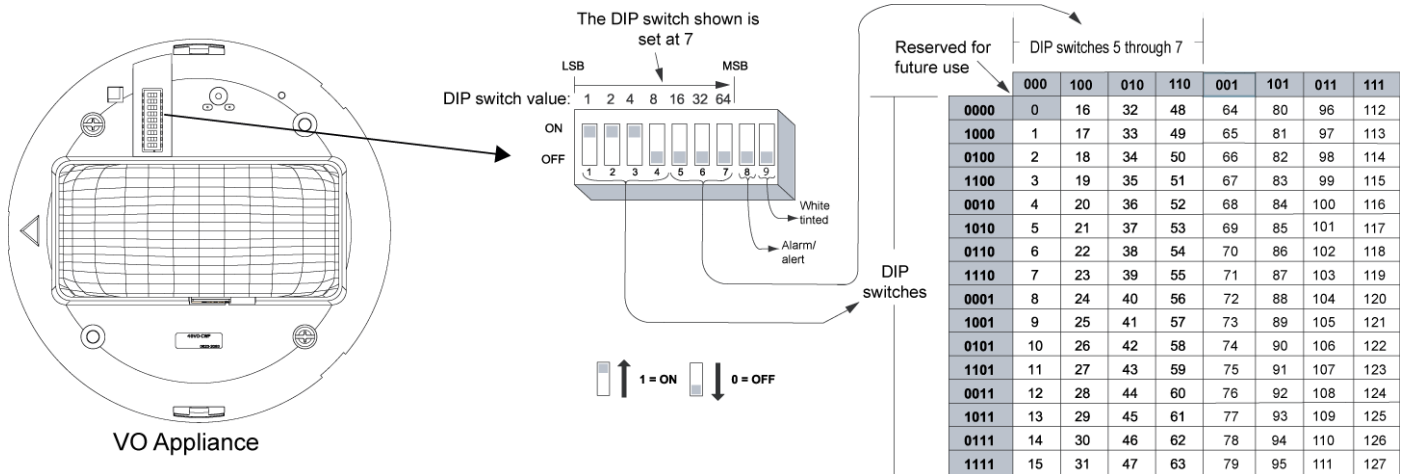 The DIP switch shown is
set at 7
LSB MSB
DIP switch value: 1 2 4 8 16 32 64
ON
OFF
1 2 3 4 5 6 7 8 9
White
tinted
Alarm/
alert
1 = ON 0 = OFF
VO Appliance
Reserved for
future use
DIP switches 5 through 7
DIP
switches
000 100 010 110 001 101 011 111
0000 0 16 32 48 64 80 96 112
1000 1 17 33 49 65 81 97 113
0100 2 18 34 50 66 82 98 114
1100 3 19 35 51 67 83 99 115
0010 4 20 36 52 68 84 100 116
1010 5 21 37 53 69 85 101 117
0110 6 22 38 54 70 86 102 118
1110 7 23 39 55 71 87 103 119
0001 8 24 40 56 72 88 104 120
1001 9 25 41 57 73 89 105 121
0101 10 26 42 58 74 90 106 122
1101 11 27 43 59 75 91 107 123
0011 12 28 44 60 76 92 108 124
1011 13 29 45 61 77 93 109 125
0111 14 30 46 62 78 94 110 126
1111 15 31 47 63 79 95 111 127